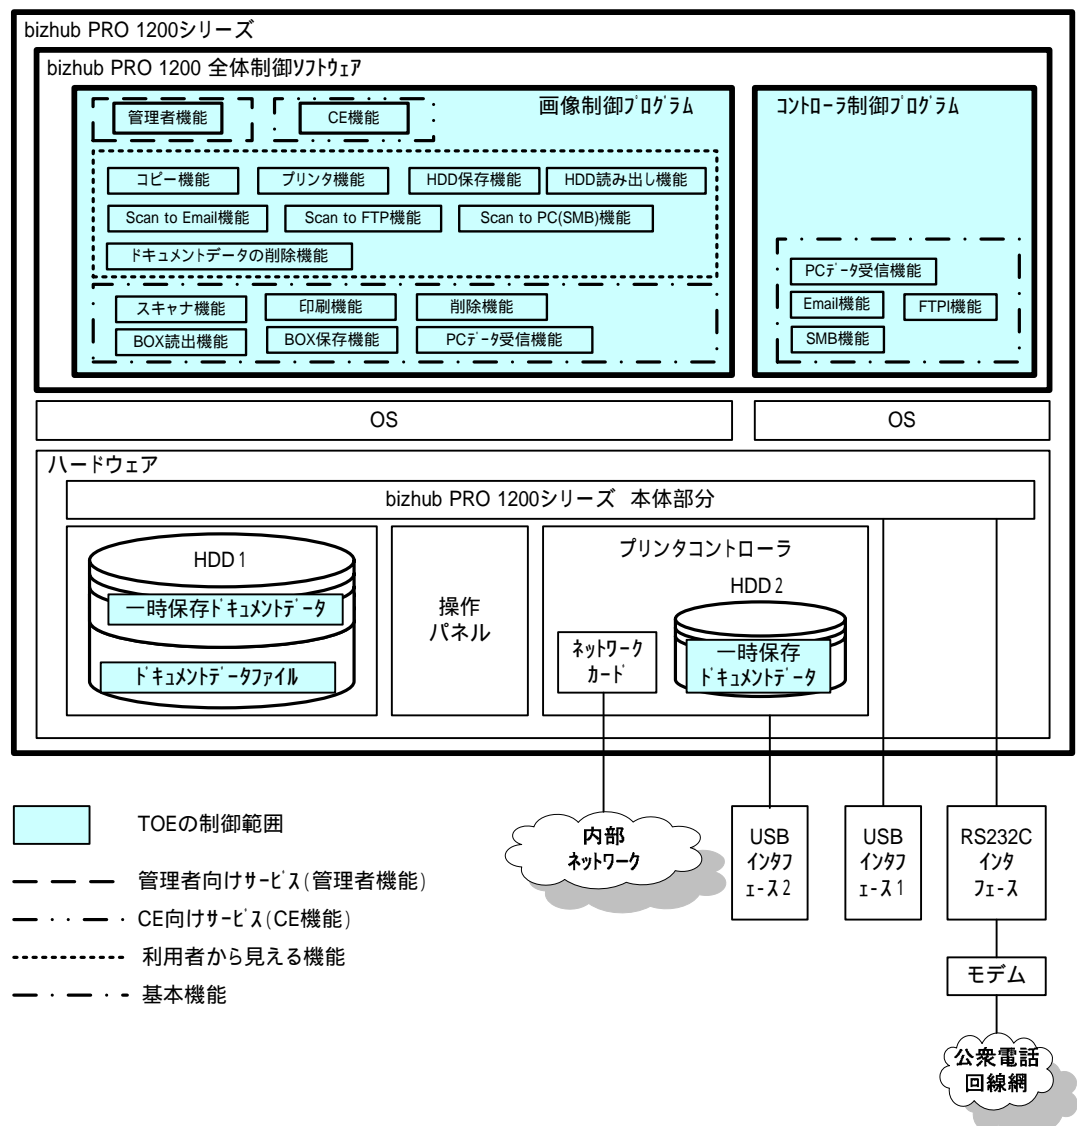 bizhub PRO 1200シリーズ
bizhub PRO 1200 全体制御ｿﾌﾄｳｪｱ
画像制御ﾌﾟﾛｸﾞﾗﾑ
管理者機能
CE機能
コピー機能
プリンタ機能
HDD保存機能
HDD読み出し機能
Scan to Email機能
Scan to FTP機能
Scan to PC(SMB)機能
ドキュメントデータの削除機能
スキャナ機能
印刷機能
削除機能
BOX読出機能
BOX保存機能
PCﾃﾞｰﾀ受信機能
ｺﾝﾄﾛｰﾗ制御ﾌﾟﾛｸﾞﾗﾑ
PCﾃﾞｰﾀ受信機能
Email機能
FTPI機能
SMB機能
OS
OS
ハードウェア
bizhub PRO 1200シリーズ 本体部分
HDD1
一時保存ﾄﾞｷｭﾒﾝﾄﾃﾞｰﾀ
ﾄﾞｷｭﾒﾝﾄﾃﾞｰﾀﾌｧｲﾙ
操作
パネル
プリンタコントローラ
HDD2
ﾈｯﾄﾜｰｸ
ｶｰﾄﾞ
一時保存
ﾄﾞｷｭﾒﾝﾄﾃﾞｰﾀ
内部
ﾈｯﾄﾜｰｸ
USB
ｲﾝﾀﾌ
ｪｰｽ2
USB
ｲﾝﾀﾌ
ｪｰｽ1
RS232C
ｲﾝﾀ
ﾌｪｰｽ
モデム
公衆電話
回線網
TOEの制御範囲
管理者向けｻｰﾋﾞｽ(管理者機能)
CE向けｻｰﾋﾞｽ(CE機能)
利用者から見える機能
基本機能